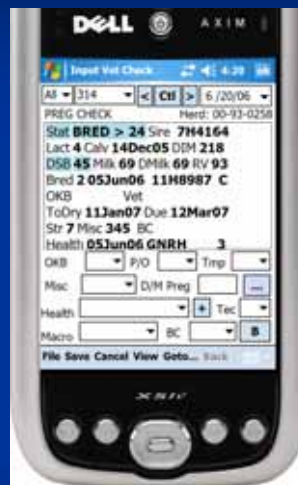 DELL AXIM
Input Vet Check 4:29
All 314 < Ctl > 6 /20/06
PREG CHECK Herd: 00-93-0258
Stat BRED > 24 Sire 7H4164
Lact 4 Calv 14Dec05 DIM 218
DSB 45 Milk 69 DMilk 69 RV 93
Bred 2 05Jun06 11H8987 C
OKB Vet
ToDry 11Jan07 Due 12Mar07
Str 7 Misc 345 BC
Health 05Jun06 GNRH 3
OKB P/O Tmp
Misc D/M Preg ...
Health + Tec
Macro BC B
File Save Cancel View Goto... Back
X51v